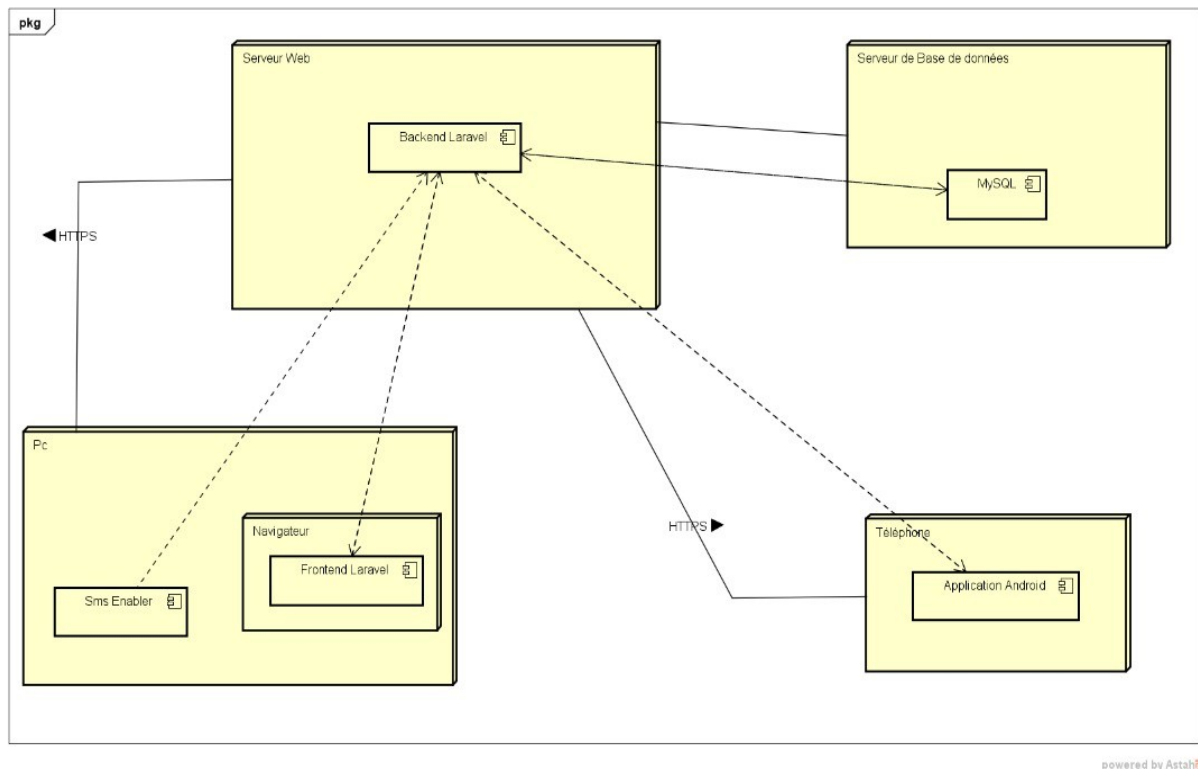 pkg
Serveur Web
Serveur de Base de données
Backend Laravel
MySQL
◀ HTTPS
Pc
Navigateur
HTTPS ▶
Téléphone
Frontend Laravel
Application Android
Sms Enabler
powered by Astah